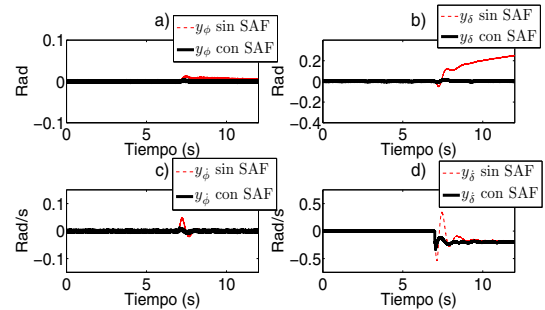 a)
y_ϕ sin SAF
y_ϕ con SAF
Rad
0.1
0
−0.1
0 5 10
Tiempo (s)
b)
y_δ sin SAF
y_δ con SAF
Rad
0.2
0
−0.2
−0.4
0 5 10
Tiempo (s)
c)
y_ϕ̇ sin SAF
y_ϕ̇ con SAF
Rad/s
0.1
0
−0.1
0 5 10
Tiempo (s)
d)
y_δ̇ sin SAF
y_δ̇ con SAF
Rad/s
0.5
0
−0.5
0 5 10
Tiempo (s)